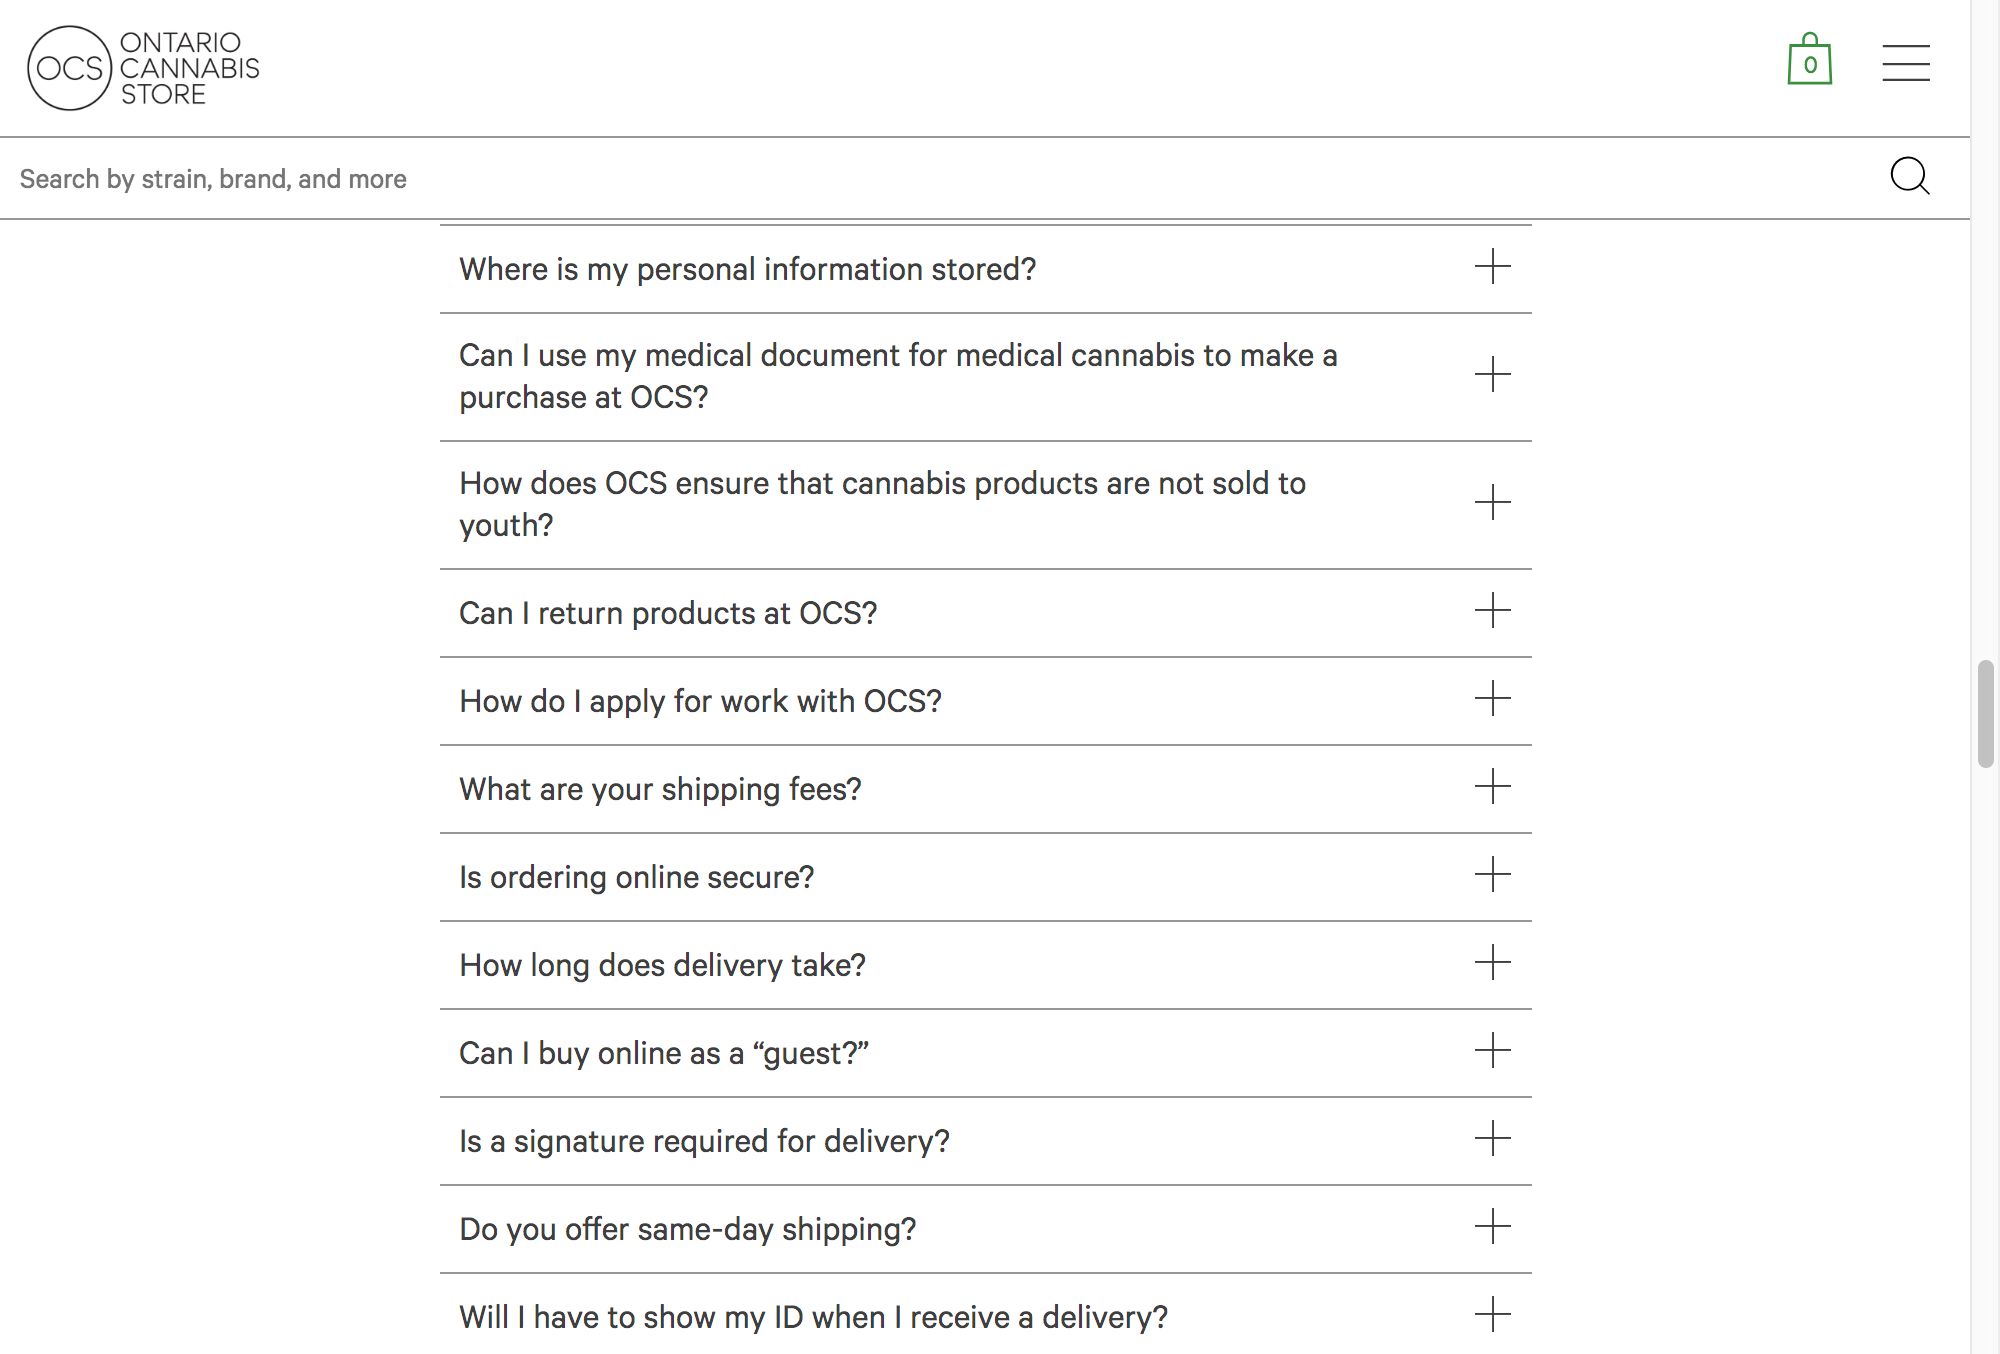 OCS
ONTARIO
CANNABIS
STORE
0
Search by strain, brand, and more
Where is my personal information stored?
Can I use my medical document for medical cannabis to make a
purchase at OCS?
How does OCS ensure that cannabis products are not sold to
youth?
Can I return products at OCS?
How do I apply for work with OCS?
What are your shipping fees?
Is ordering online secure?
How long does delivery take?
Can I buy online as a “guest?”
Is a signature required for delivery?
Do you offer same-day shipping?
Will I have to show my ID when I receive a delivery?